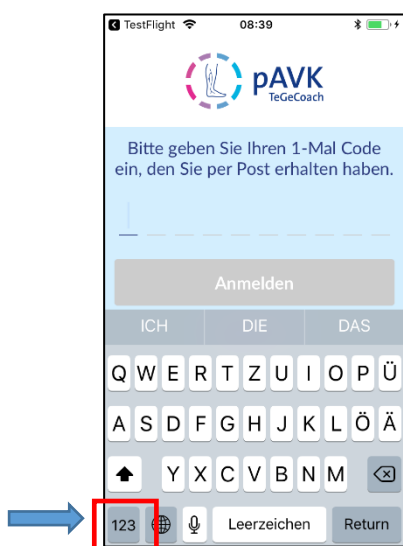 TestFlight 08:39
pAVK
TeGeCoach
Bitte geben Sie Ihren 1-Mal Code
ein, den Sie per Post erhalten haben.
Anmelden
ICH DIE DAS
Q W E R T Z U I O P Ü
A S D F G H J K L Ö Ä
Y X C V B N M
123 Leerzeichen Return